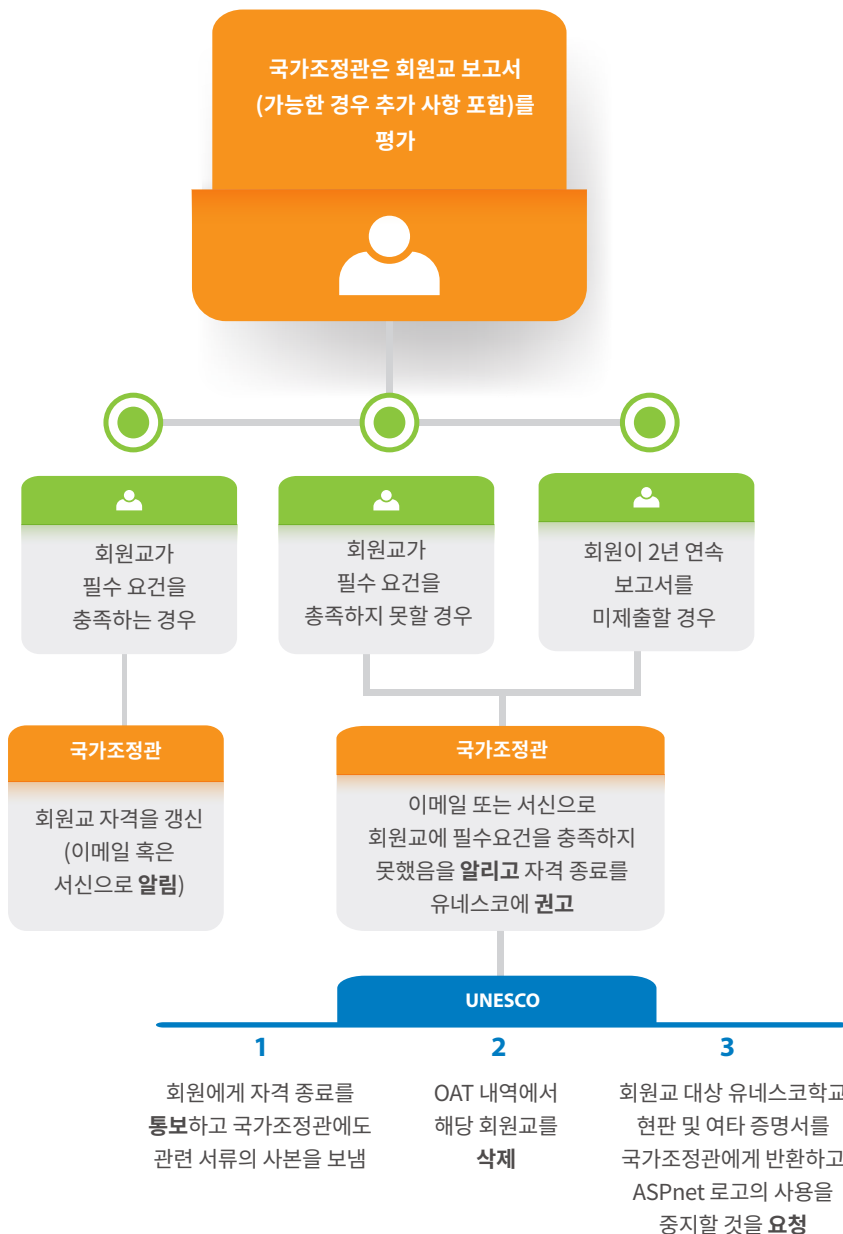 국가조정관은 회원교 보고서
(가능한 경우 추가 사항 포함)를
평가
회원교가
필수 요건을
충족하는 경우
회원교가
필수 요건을
총족하지 못할 경우
회원이 2년 연속
보고서를
미제출할 경우
국가조정관
회원교 자격을 갱신
(이메일 혹은
서신으로 알림)
국가조정관
이메일 또는 서신으로
회원교에 필수요건을 충족하지
못했음을 알리고 자격 종료를
유네스코에 권고
UNESCO
1
회원에게 자격 종료를
통보하고 국가조정관에도
관련 서류의 사본을 보냄
2
OAT 내역에서
해당 회원교를
삭제
3
회원교 대상 유네스코학교
현판 및 여타 증명서를
국가조정관에게 반환하고
ASPnet 로고의 사용을
중지할 것을 요청